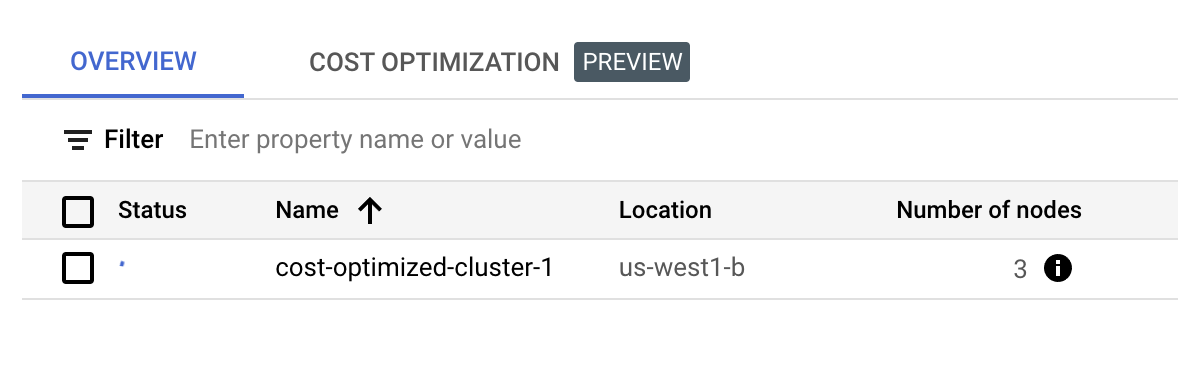 OVERVIEW COST OPTIMIZATION PREVIEW
Filter Enter property name or value
Status Name Location Number of nodes
cost-optimized-cluster-1 us-west1-b 3